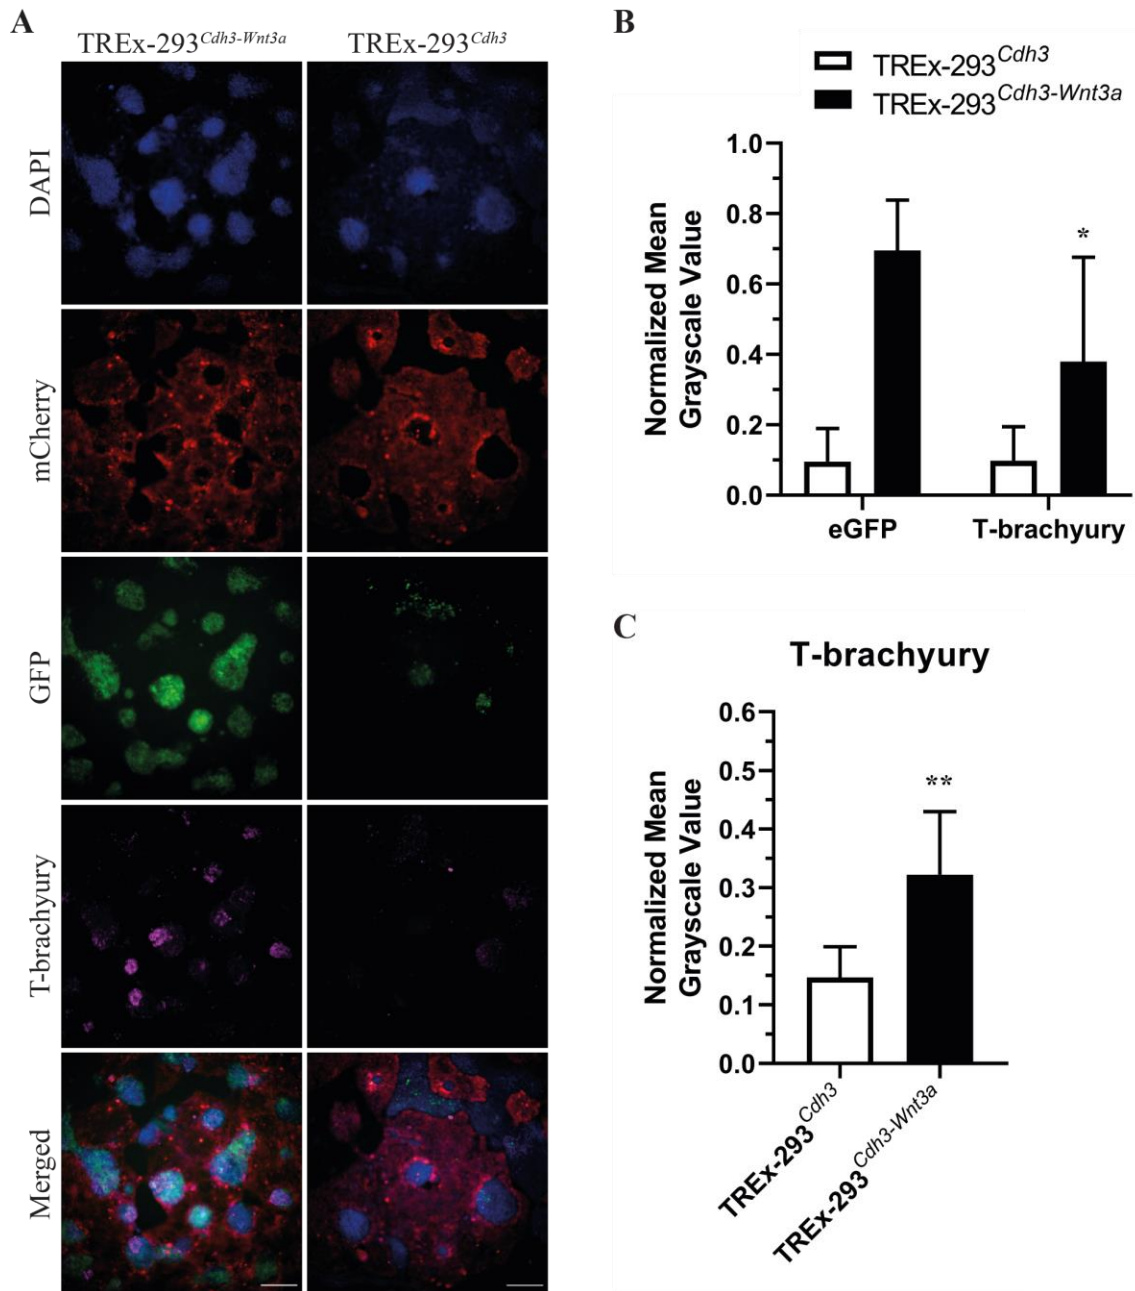 A
TREx-293Cdh3-Wnt3a
TREx-293Cdh3
DAPI
mCherry
GFP
T-brachyury
Merged
B
TREx-293Cdh3
TREx-293Cdh3-Wnt3a
Normalized Mean
Grayscale Value
1.0
0.8
0.6
0.4
0.2
0.0
*
eGFP
T-brachyury
C
T-brachyury
Normalized Mean
Grayscale Value
0.6
0.5
0.4
0.3
0.2
0.1
0.0
**
TREx-293Cdh3
TREx-293Cdh3-Wnt3a